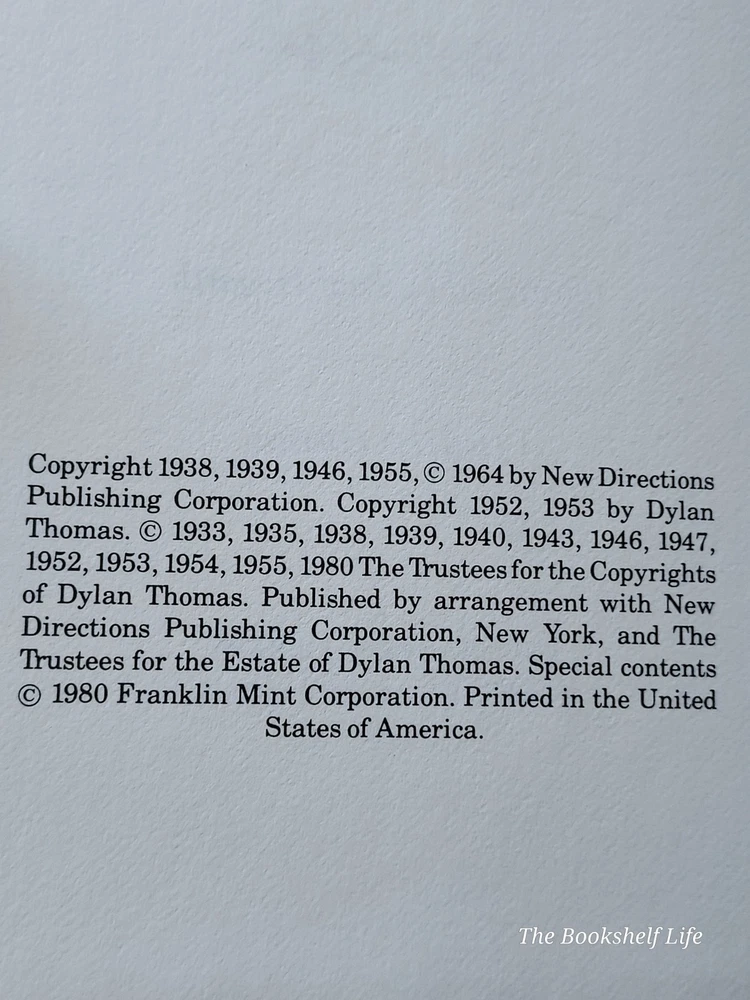 Copyright 1938, 1939, 1946, 1955, © 1964 by New Directions
Publishing Corporation. Copyright 1952, 1953 by Dylan
Thomas. © 1933, 1935, 1938, 1939, 1940, 1943, 1946, 1947,
1952, 1953, 1954, 1955, 1980 The Trustees for the Copyrights
of Dylan Thomas. Published by arrangement with New
Directions Publishing Corporation, New York, and The
Trustees for the Estate of Dylan Thomas. Special contents
© 1980 Franklin Mint Corporation. Printed in the United
States of America.
The Bookshelf Life